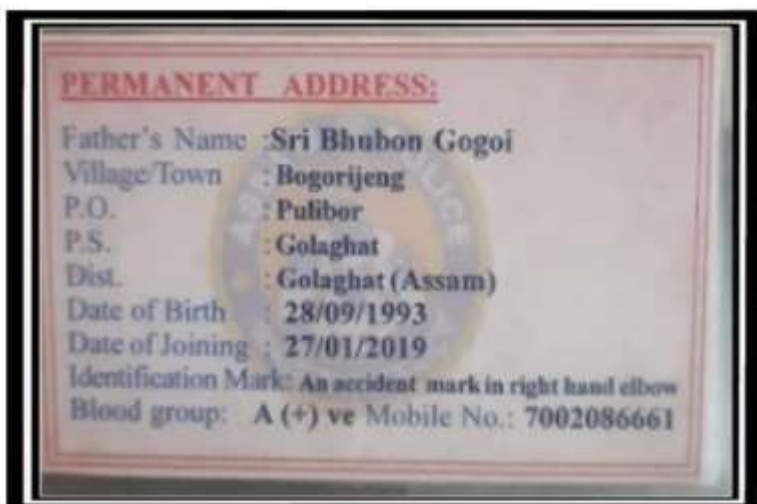 PERMANENT ADDRESS:
Father's Name :Sri Bhubon Gogoi
Village/Town : Bogorijeng
P.O. : Pulibor
P.S. : Golaghat
Dist. : Golaghat (Assam)
Date of Birth : 28/09/1993
Date of Joining : 27/01/2019
Identification Mark: An accident mark in right hand elbow
Blood group: A (+) ve Mobile No.: 7002086661